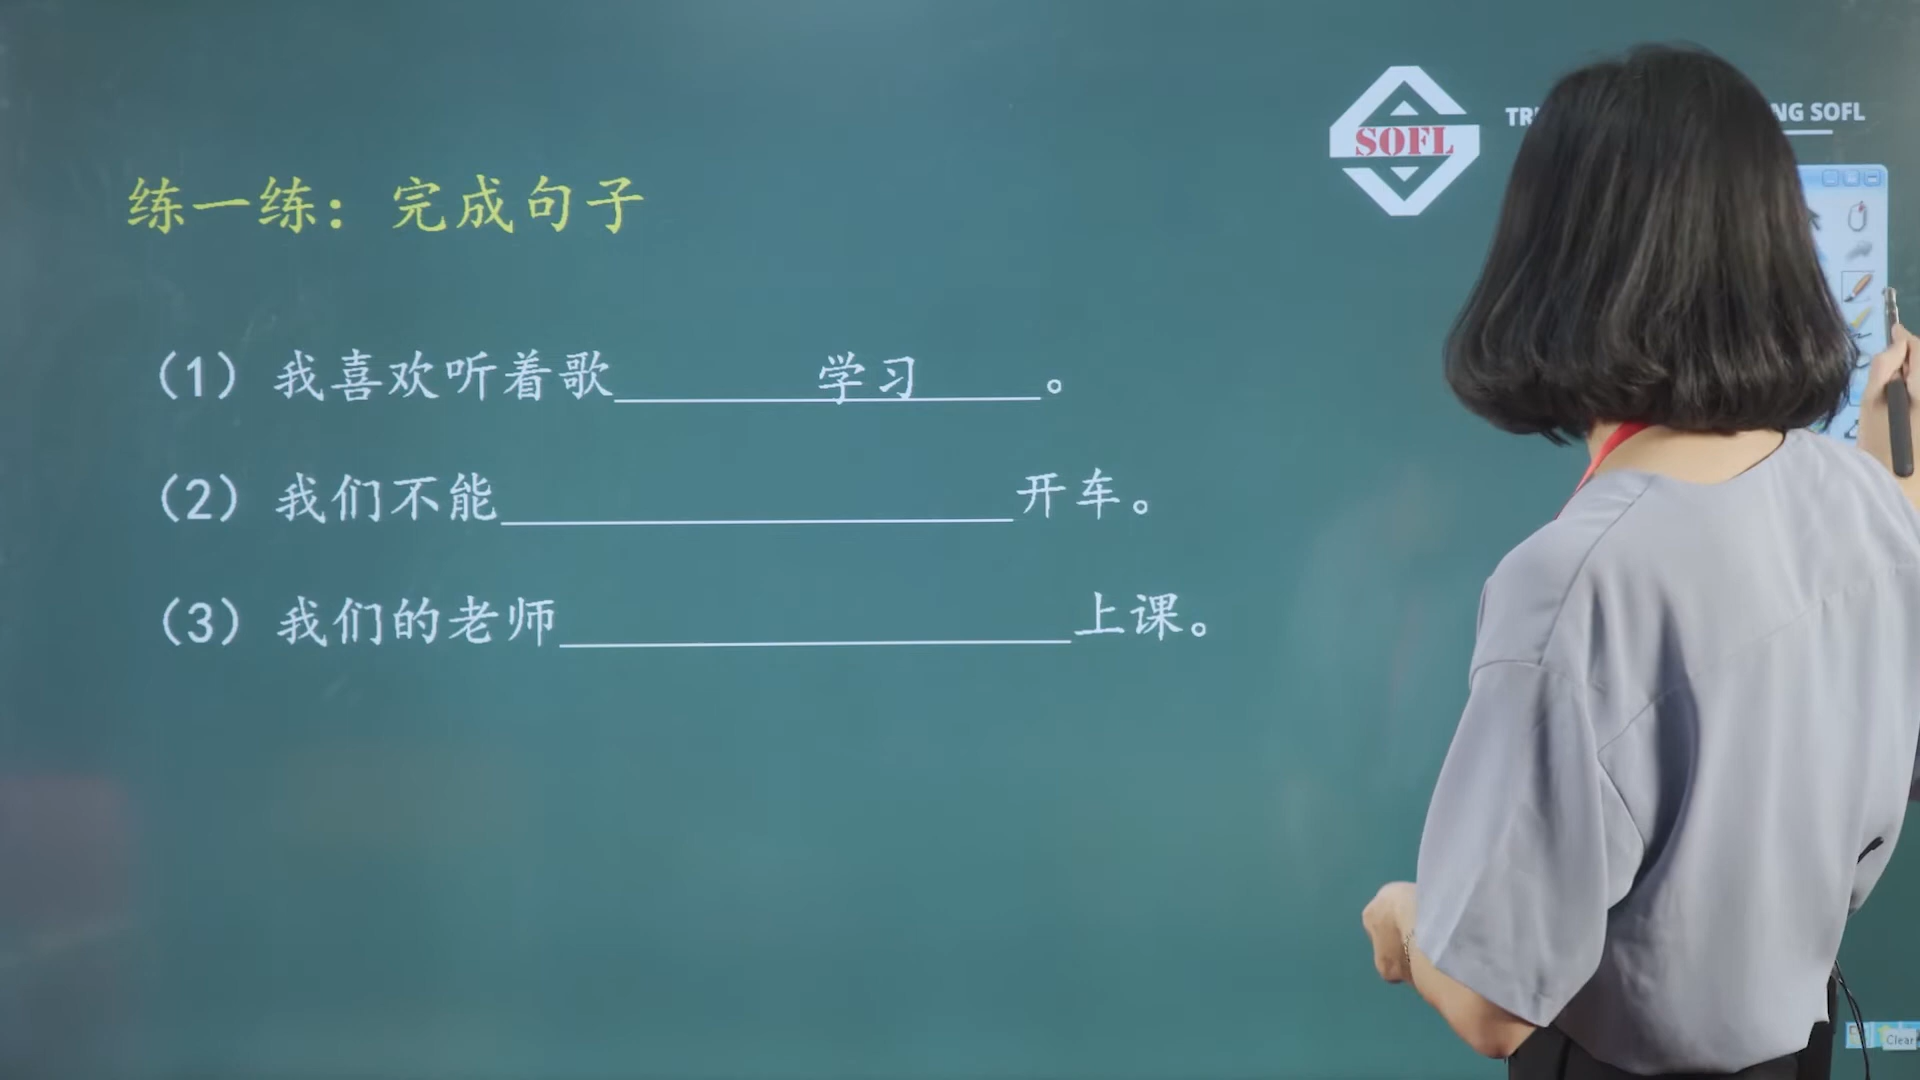 SOFL
NG SOFL
练一练：完成句子
（1）我喜欢听着歌______学习______。
（2）我们不能____________开车。
（3）我们的老师____________上课。
Clear